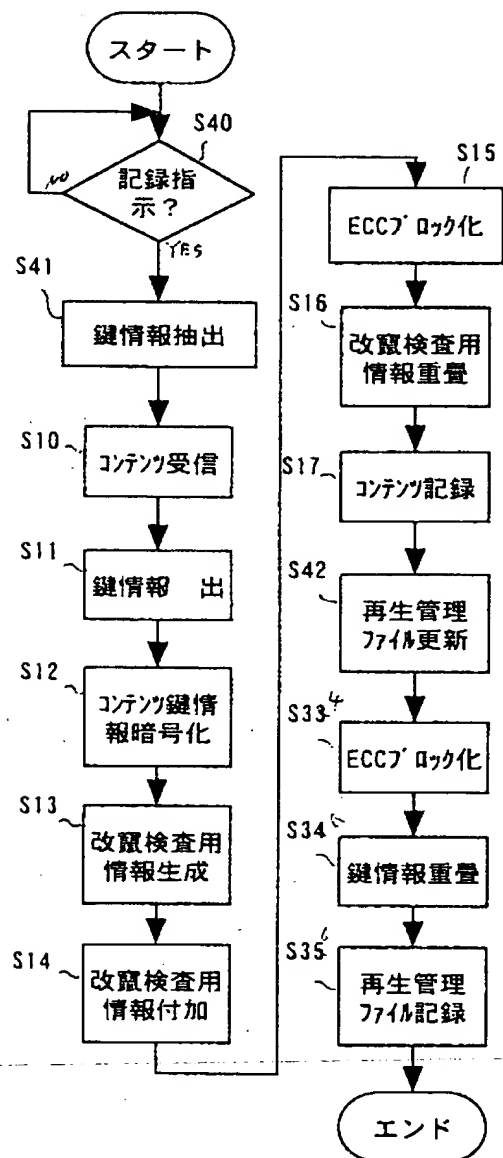 スタート
S40
記録指
示？
NO
YES
S41
鍵情報抽出
S10
コンテンツ受信
S11
鍵情報 出
S12
コンテンツ鍵情
報暗号化
S13
改竄検査用
情報生成
S14
改竄検査用
情報付加
S15
ECCブロック化
S16
改竄検査用
情報重畳
S17
コンテンツ記録
S42
再生管理
ファイル更新
S33 4
ECCブロック化
S34
鍵情報重畳
S35 6
再生管理
ファイル記録
エンド